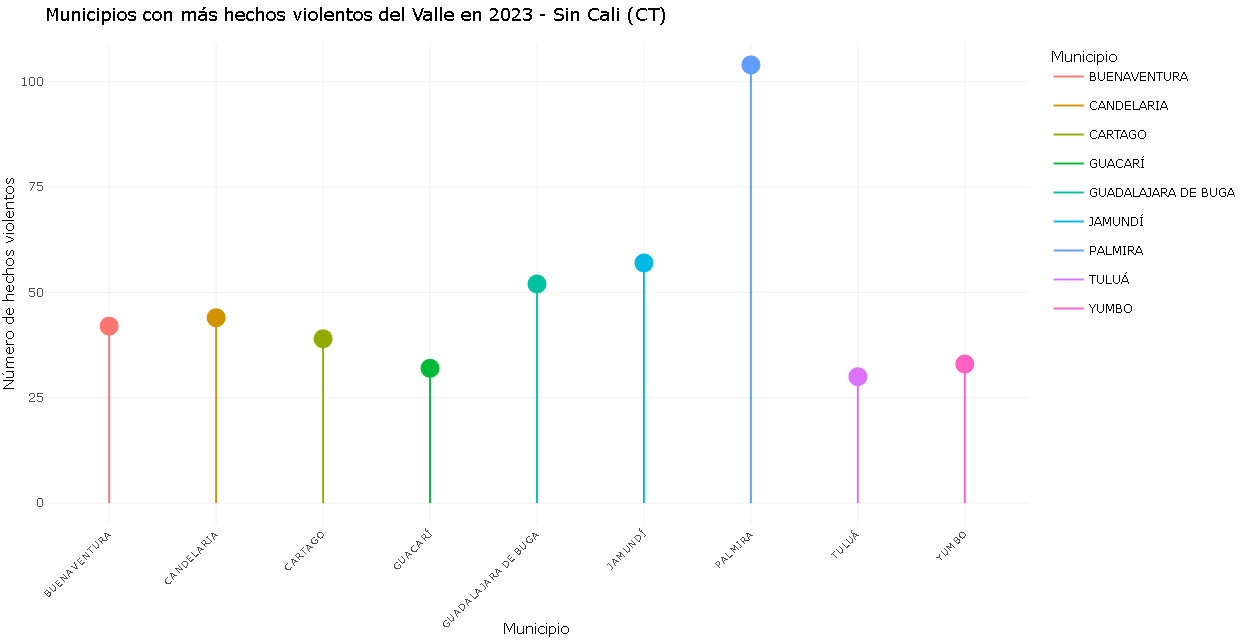 Municipios con más hechos violentos del Valle en 2023 - Sin Cali (CT)
Número de hechos violentos
100
75
50
25
0
BUENAVENTURA
CANDELARIA
CARTAGO
GUACARÍ
GUADALAJARA DE BUGA
JAMUNDÍ
PALMIRA
TULUÁ
YUMBO
Municipio
Municipio
BUENAVENTURA
CANDELARIA
CARTAGO
GUACARÍ
GUADALAJARA DE BUGA
JAMUNDÍ
PALMIRA
TULUÁ
YUMBO